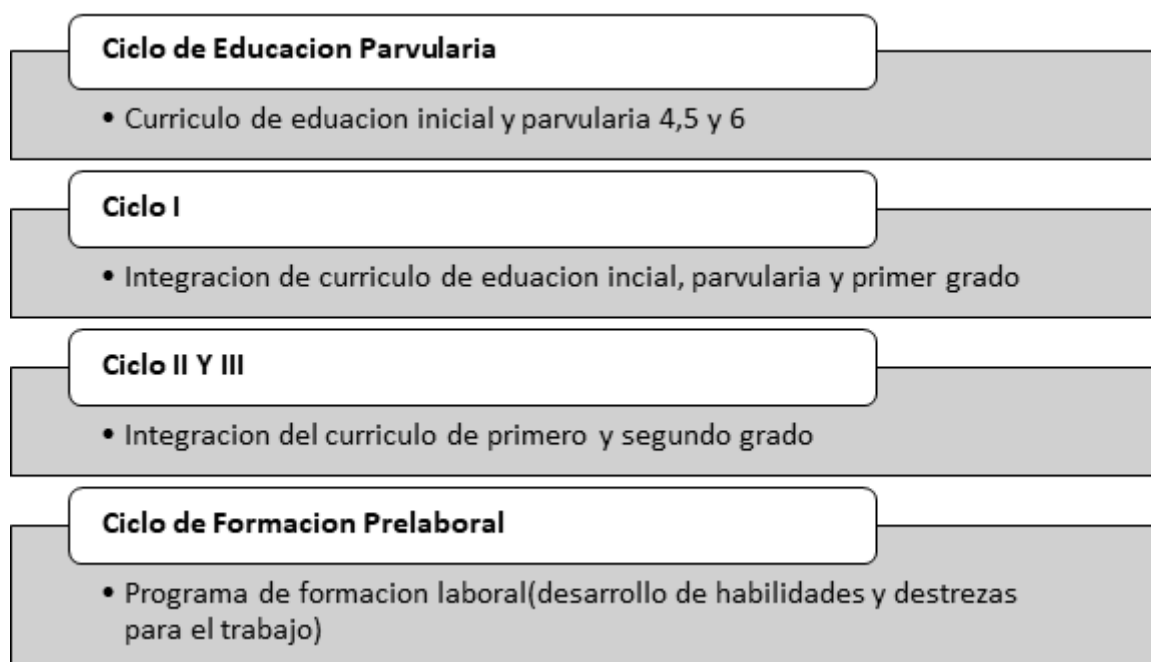 Ciclo de Educacion Parvularia
• Curriculo de eduacion inicial y parvularia 4,5 y 6
Ciclo I
• Integracion de curriculo de eduacion incial, parvularia y primer grado
Ciclo II Y III
• Integracion del curriculo de primero y segundo grado
Ciclo de Formacion Prelaboral
• Programa de formacion laboral(desarrollo de habilidades y destrezas
para el trabajo)